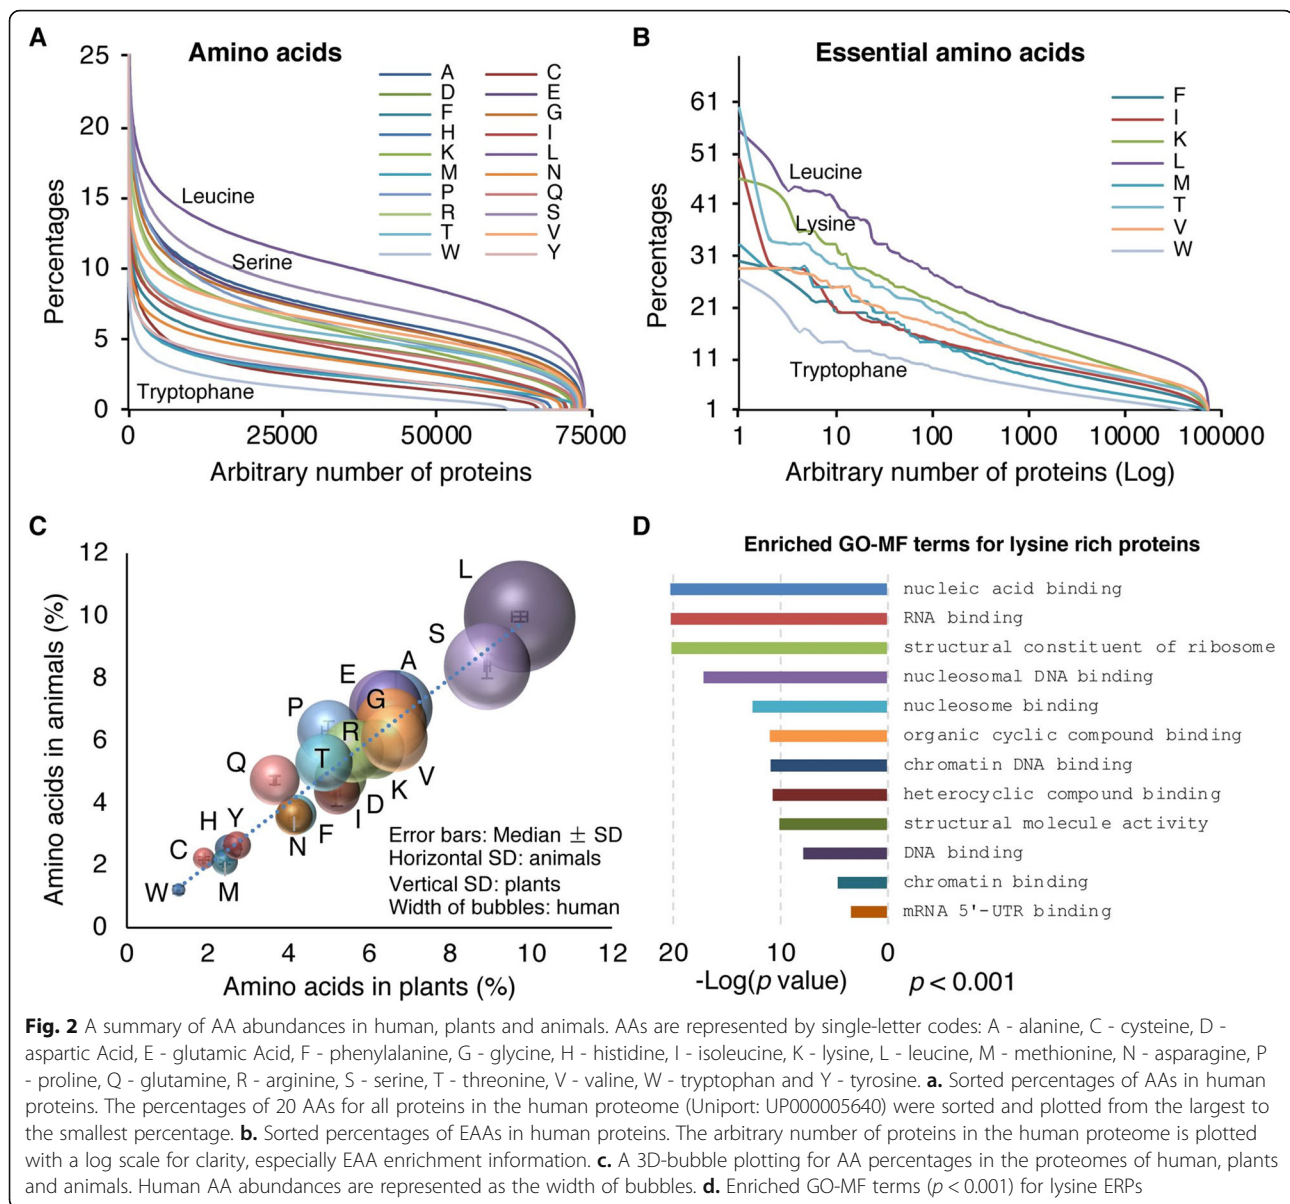 A
Amino acids
25
20
15
10
5
0
Percentages
A
C
D
E
F
G
H
I
K
L
M
N
P
Q
R
S
T
V
W
Y
Leucine
Serine
Tryptophane
0
25000
50000
75000
Arbitrary number of proteins
B
Essential amino acids
61
51
41
31
21
11
1
Percentages
F
I
K
L
M
T
V
W
Leucine
Lysine
Tryptophane
1
10
100
1000
10000
100000
Arbitrary number of proteins (Log)
C
12
10
8
6
4
2
0
Amino acids in animals (%)
L
S
A
E
G
P
R
T
Q
V
K
D
I
F
N
H
Y
C
M
W
Error bars: Median ± SD
Horizontal SD: animals
Vertical SD: plants
Width of bubbles: human
0
2
4
6
8
10
12
Amino acids in plants (%)
D
Enriched GO-MF terms for lysine rich proteins
nucleic acid binding
RNA binding
structural constituent of ribosome
nucleosomal DNA binding
nucleosome binding
organic cyclic compound binding
chromatin DNA binding
heterocyclic compound binding
structural molecule activity
DNA binding
chromatin binding
mRNA 5'-UTR binding
20
10
0
-Log(p value)
p < 0.001
Fig. 2 A summary of AA abundances in human, plants and animals. AAs are represented by single-letter codes: A - alanine, C - cysteine, D -
aspartic Acid, E - glutamic Acid, F - phenylalanine, G - glycine, H - histidine, I - isoleucine, K - lysine, L - leucine, M - methionine, N - asparagine, P
- proline, Q - glutamine, R - arginine, S - serine, T - threonine, V - valine, W - tryptophan and Y - tyrosine. a. Sorted percentages of AAs in human
proteins. The percentages of 20 AAs for all proteins in the human proteome (Uniport: UP000005640) were sorted and plotted from the largest to
the smallest percentage. b. Sorted percentages of EAAs in human proteins. The arbitrary number of proteins in the human proteome is plotted
with a log scale for clarity, especially EAA enrichment information. c. A 3D-bubble plotting for AA percentages in the proteomes of human, plants
and animals. Human AA abundances are represented as the width of bubbles. d. Enriched GO-MF terms (p < 0.001) for lysine ERPs